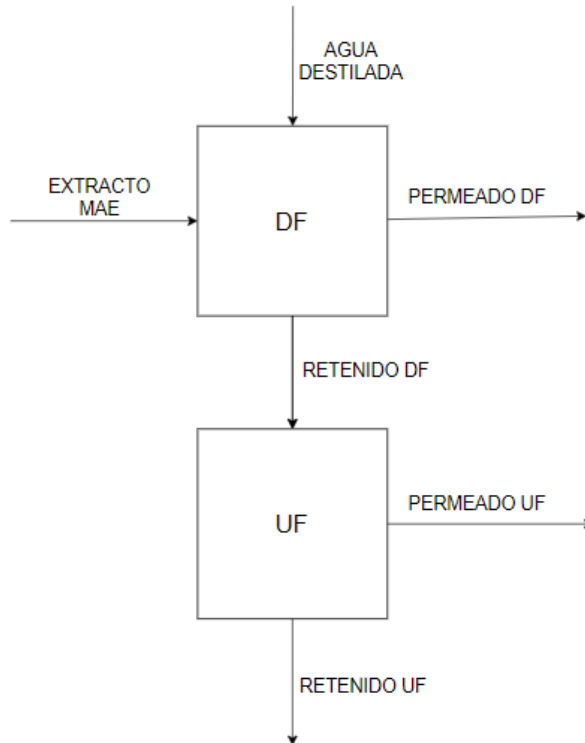 AGUA
DESTILADA
EXTRACTO
MAE
DF
PERMEADO DF
RETENIDO DF
UF
PERMEADO UF
RETENIDO UF